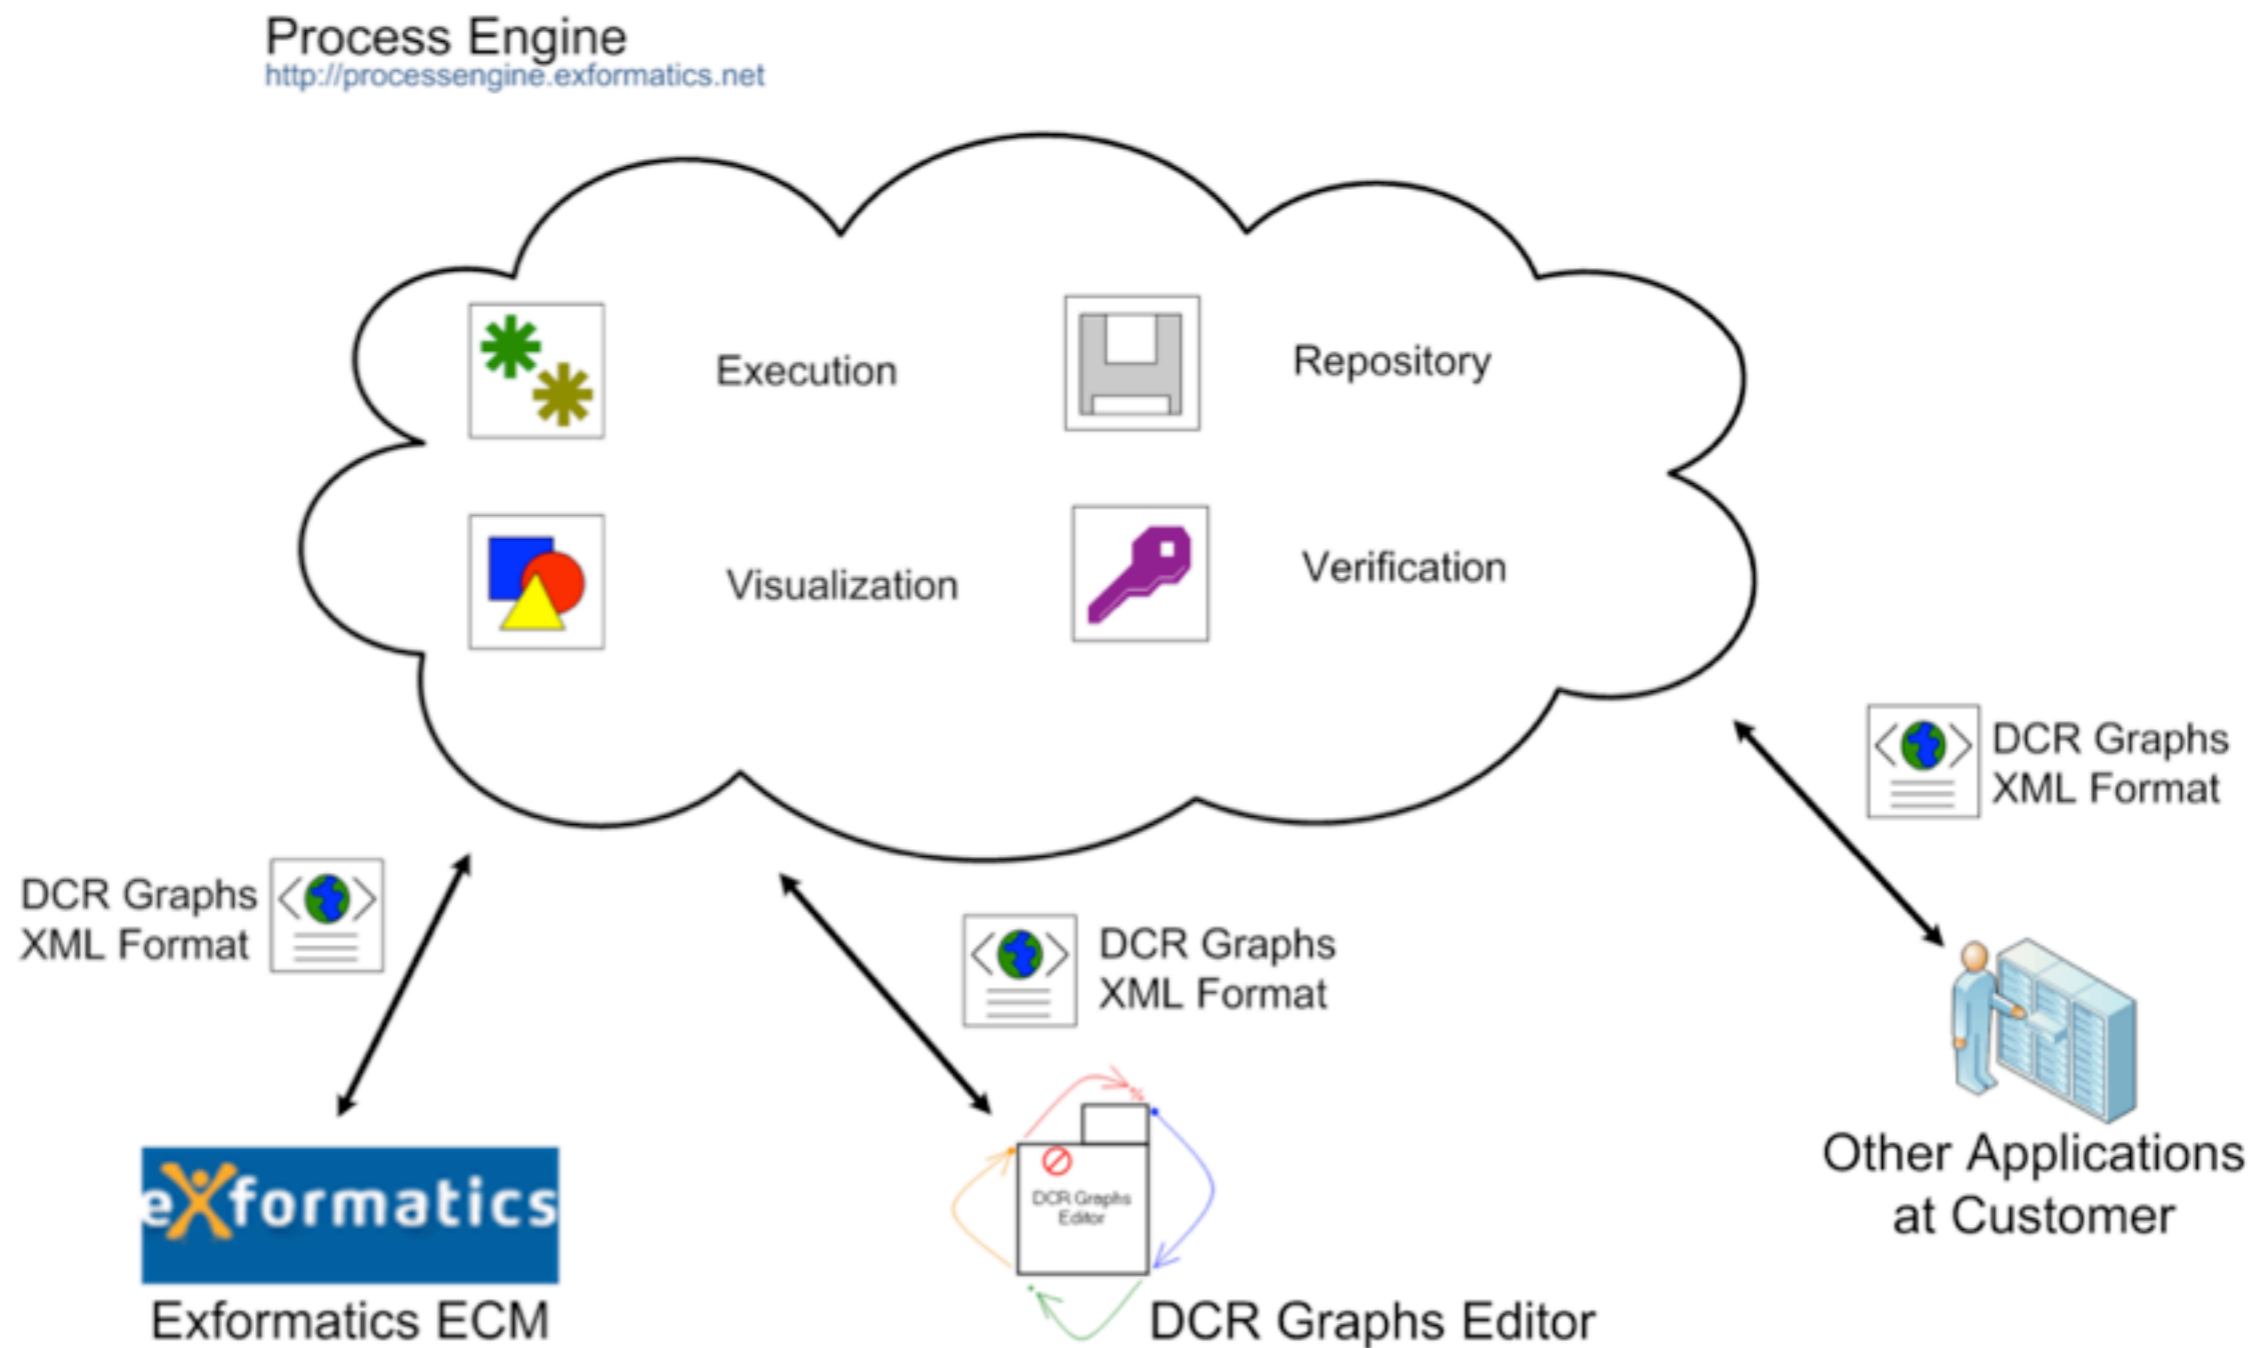 Process Engine
http://processengine.exformatics.net
Execution
Repository
Visualization
Verification
DCR Graphs
XML Format
DCR Graphs
XML Format
DCR Graphs
XML Format
eXformatics
Exformatics ECM
DCR Graphs
Editor
DCR Graphs Editor
Other Applications
at Customer